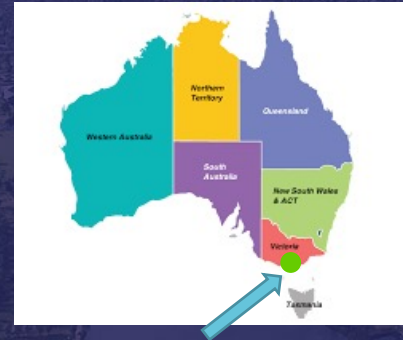 Northern
Territory
Queensland
Western Australia
South
Australia
New South Wales
& ACT
Victoria
Tasmania